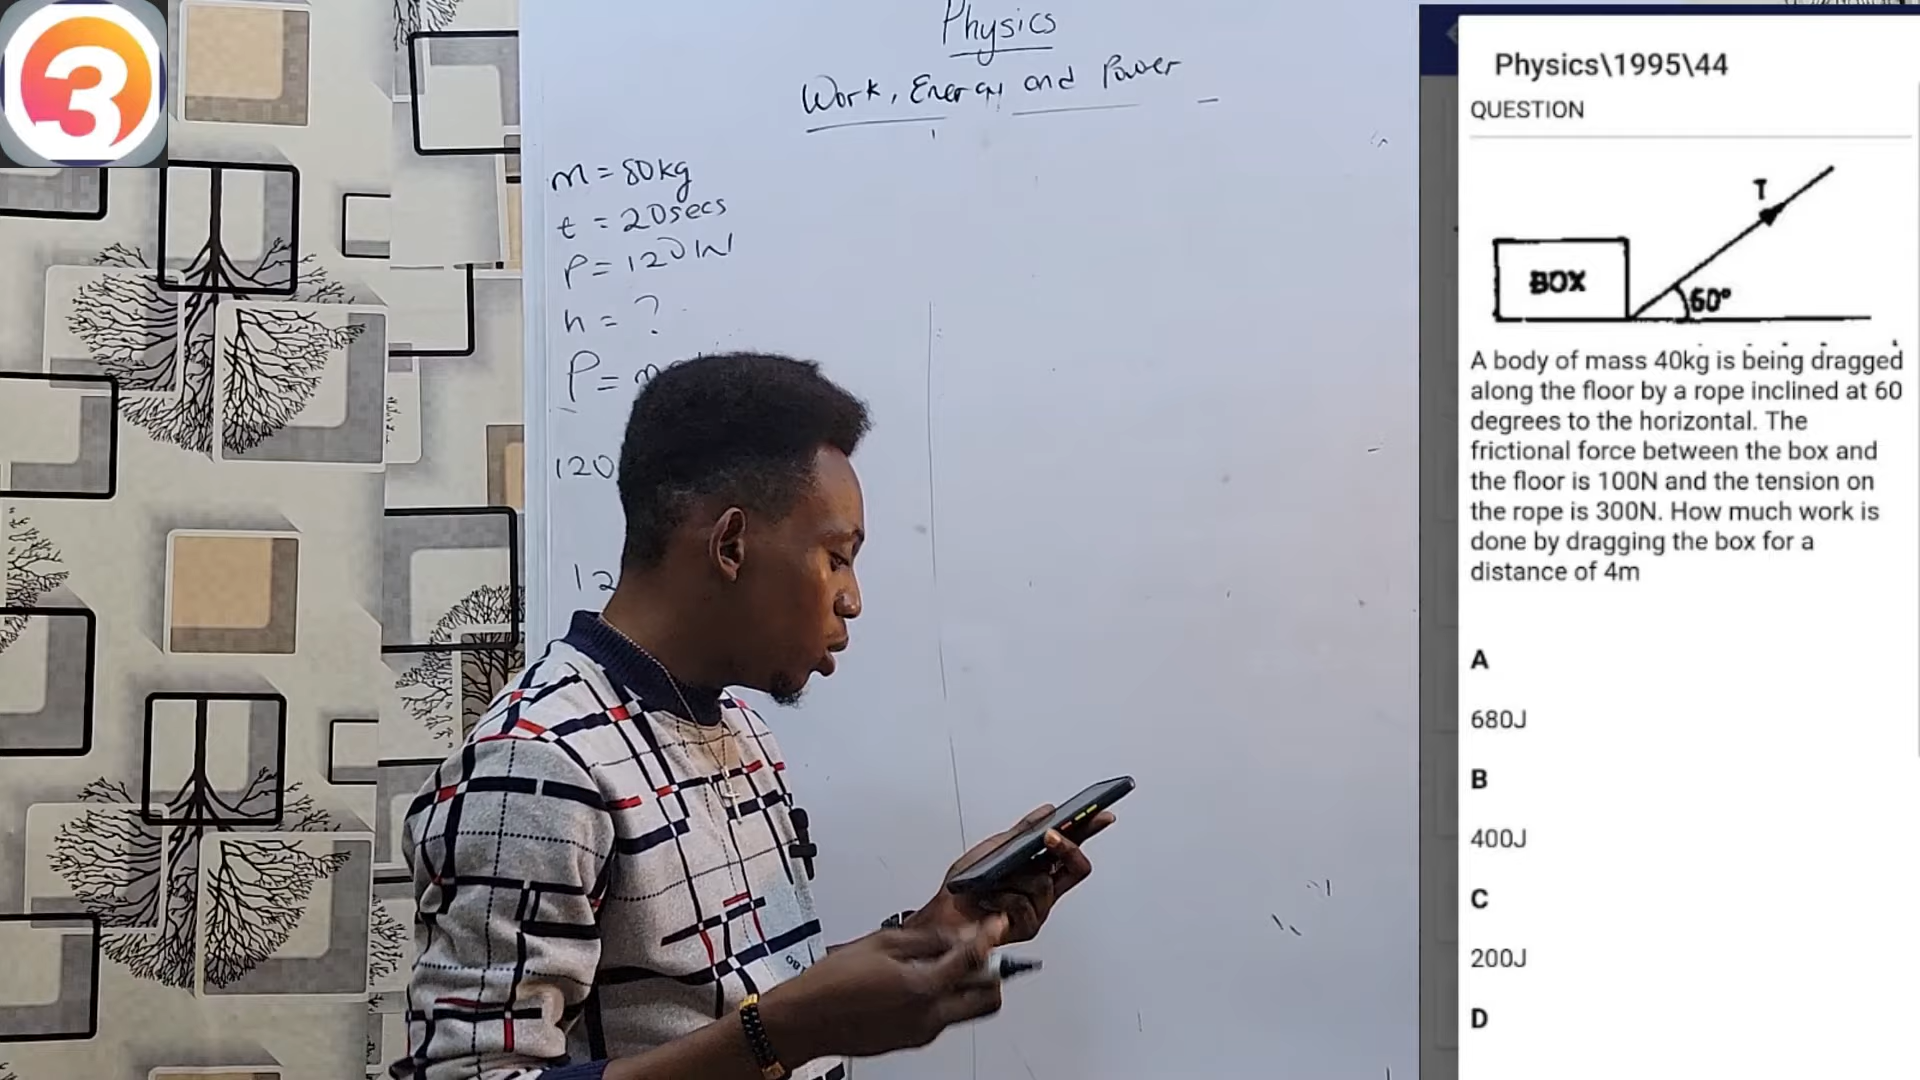 3
Physics
Work, Energy and Power
m = 80kg
t = 20secs
P = 120W
h = ?
P =
120
12
Physics\1995\44
QUESTION
T
BOX
60°
A body of mass 40kg is being dragged
along the floor by a rope inclined at 60
degrees to the horizontal. The
frictional force between the box and
the floor is 100N and the tension on
the rope is 300N. How much work is
done by dragging the box for a
distance of 4m
A
680J
B
400J
C
200J
D